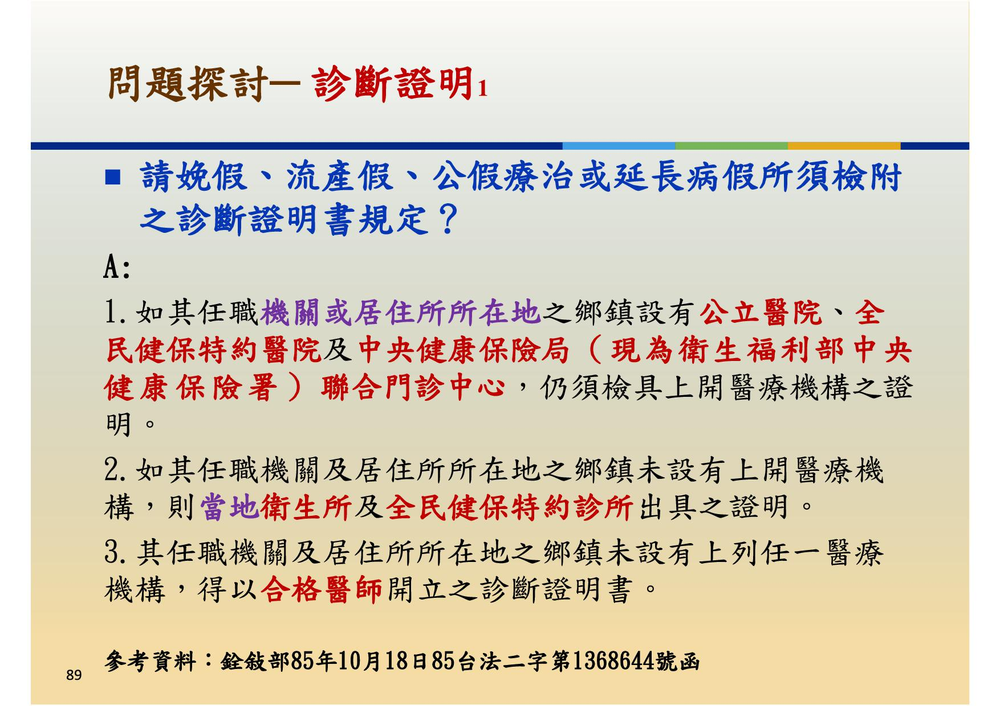 問題探討─ 診斷證明1
■ 請娩假、流產假、公假療治或延長病假所須檢附
之診斷證明書規定？
A:
1.如其任職機關或居住所所在地之鄉鎮設有公立醫院、全
民健保特約醫院及中央健康保險局（現為衛生福利部中央
健康保險署）聯合門診中心，仍須檢具上開醫療機構之證
明。
2.如其任職機關及居住所所在地之鄉鎮未設有上開醫療機
構，則當地衛生所及全民健保特約診所出具之證明。
3.其任職機關及居住所所在地之鄉鎮未設有上列任一醫療
機構，得以合格醫師開立之診斷證明書。
參考資料：銓敍部85年10月18日85台法二字第1368644號函
89